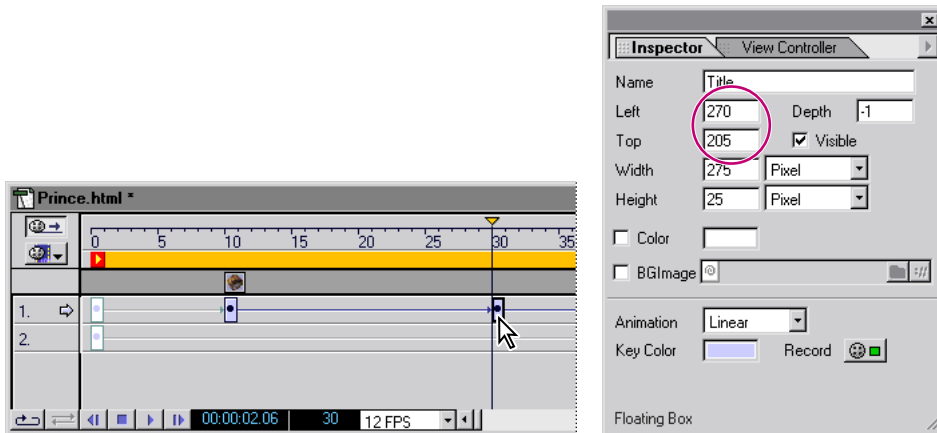 Prince.html *
0 5 10 15 20 25 30 35
1.
2.
00:00:02.06 30 12 FPS
Inspector View Controller
Name Title
Left 270 Depth -1
Top 205 Visible
Width 275 Pixel
Height 25 Pixel
Color
BGImage
Animation Linear
Key Color Record
Floating Box